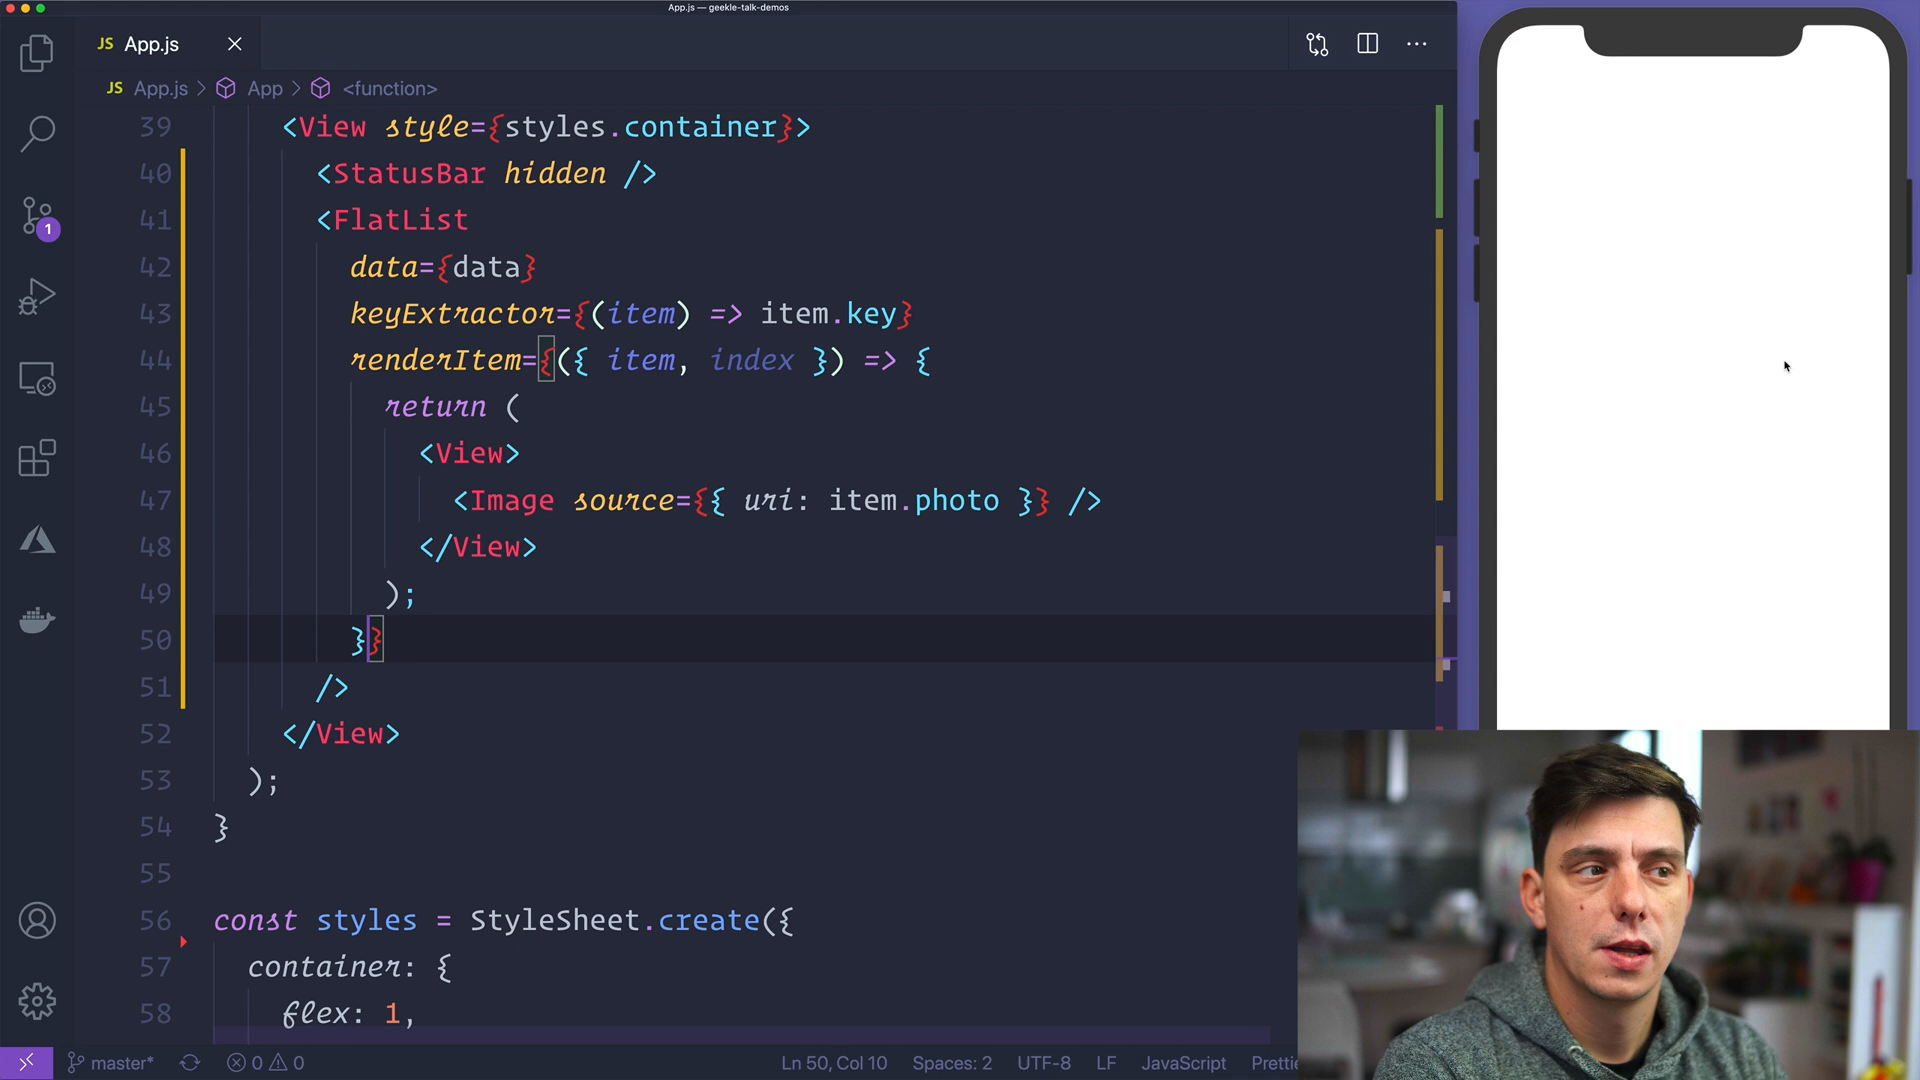 App.js — geekle-talk-demos
JS App.js
JS App.js > App > <function>
39 <View style={styles.container}>
40 <StatusBar hidden />
41 <FlatList
42 data={data}
43 keyExtractor={(item) => item.key}
44 renderItem={({ item, index }) => {
45 return (
46 <View>
47 <Image source={{ uri: item.photo }} />
48 </View>
49 );
50 }}
51 />
52 </View>
53 );
54 }
55
56 const styles = StyleSheet.create({
57 container: {
58 flex: 1,
1
master* 0 0 Ln 50, Col 10 Spaces: 2 UTF-8 LF JavaScript